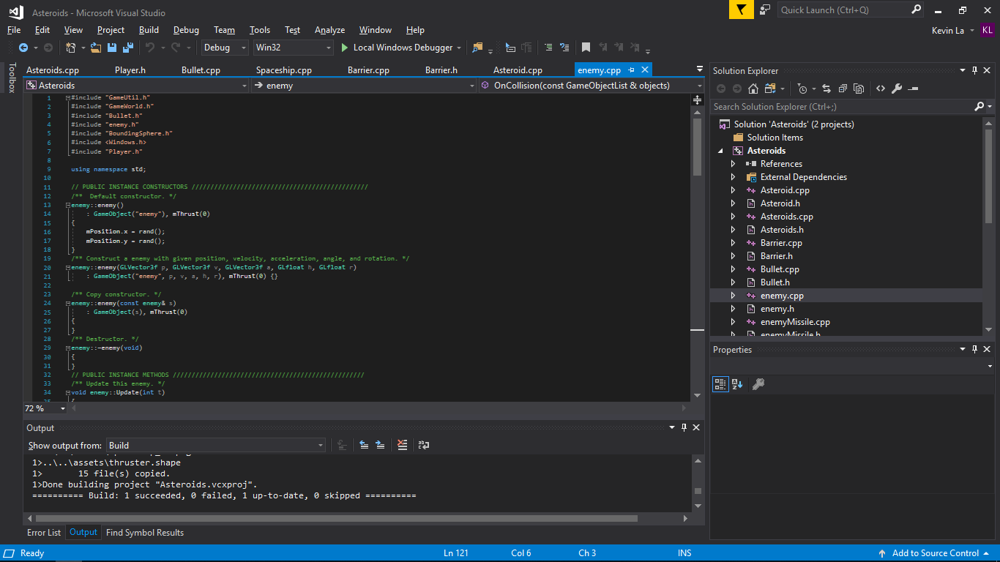 Asteroids - Microsoft Visual Studio
Quick Launch (Ctrl+Q)
File Edit View Project Build Debug Team Tools Test Analyze Window Help
Kevin La
KL
Debug
Win32
Local Windows Debugger
Toolbox
Asteroids.cpp Player.h Bullet.cpp Spaceship.cpp Barrier.cpp Barrier.h Asteroid.cpp enemy.cpp
Asteroids
enemy
OnCollision(const GameObjectList & objects)
1 #include "GameUtil.h"
2 #include "GameWorld.h"
3 #include "Bullet.h"
4 #include "enemy.h"
5 #include "BoundingSphere.h"
6 #include <Windows.h>
7 #include "Player.h"
8
9 using namespace std;
10
11 // PUBLIC INSTANCE CONSTRUCTORS ///////////////////////////////////////////////
12 /**  Default constructor. */
13 enemy::enemy()
14 : GameObject("enemy"), mThrust(0)
15 {
16 mPosition.x = rand();
17 mPosition.y = rand();
18 }
19 /** Construct a enemy with given position, velocity, acceleration, angle, and rotation. */
20 enemy::enemy(GLVector3f p, GLVector3f v, GLVector3f a, GLfloat h, GLfloat r)
21 : GameObject("enemy", p, v, a, h, r), mThrust(0) {}
22
23 /** Copy constructor. */
24 enemy::enemy(const enemy& s)
25 : GameObject(s), mThrust(0)
26 {
27 }
28 /** Destructor. */
29 enemy::~enemy(void)
30 {
31 }
32 // PUBLIC INSTANCE METHODS ///////////////////////////////////////////////////
33 /** Update this enemy. */
34 void enemy::Update(int t)
35 {
72 %
Output
Show output from: Build
1>..\..\assets\thruster.shape
1>       15 file(s) copied.
1>Done building project "Asteroids.vcxproj".
========== Build: 1 succeeded, 0 failed, 1 up-to-date, 0 skipped ==========
Error List Output Find Symbol Results
Solution Explorer
Search Solution Explorer (Ctrl+;)
Solution 'Asteroids' (2 projects)
Solution Items
Asteroids
References
External Dependencies
Asteroid.cpp
Asteroid.h
Asteroids.cpp
Asteroids.h
Barrier.cpp
Barrier.h
Bullet.cpp
Bullet.h
enemy.cpp
enemy.h
enemyMissile.cpp
enemyMissile.h
Properties
Ready
Ln 121
Col 6
Ch 3
INS
Add to Source Control